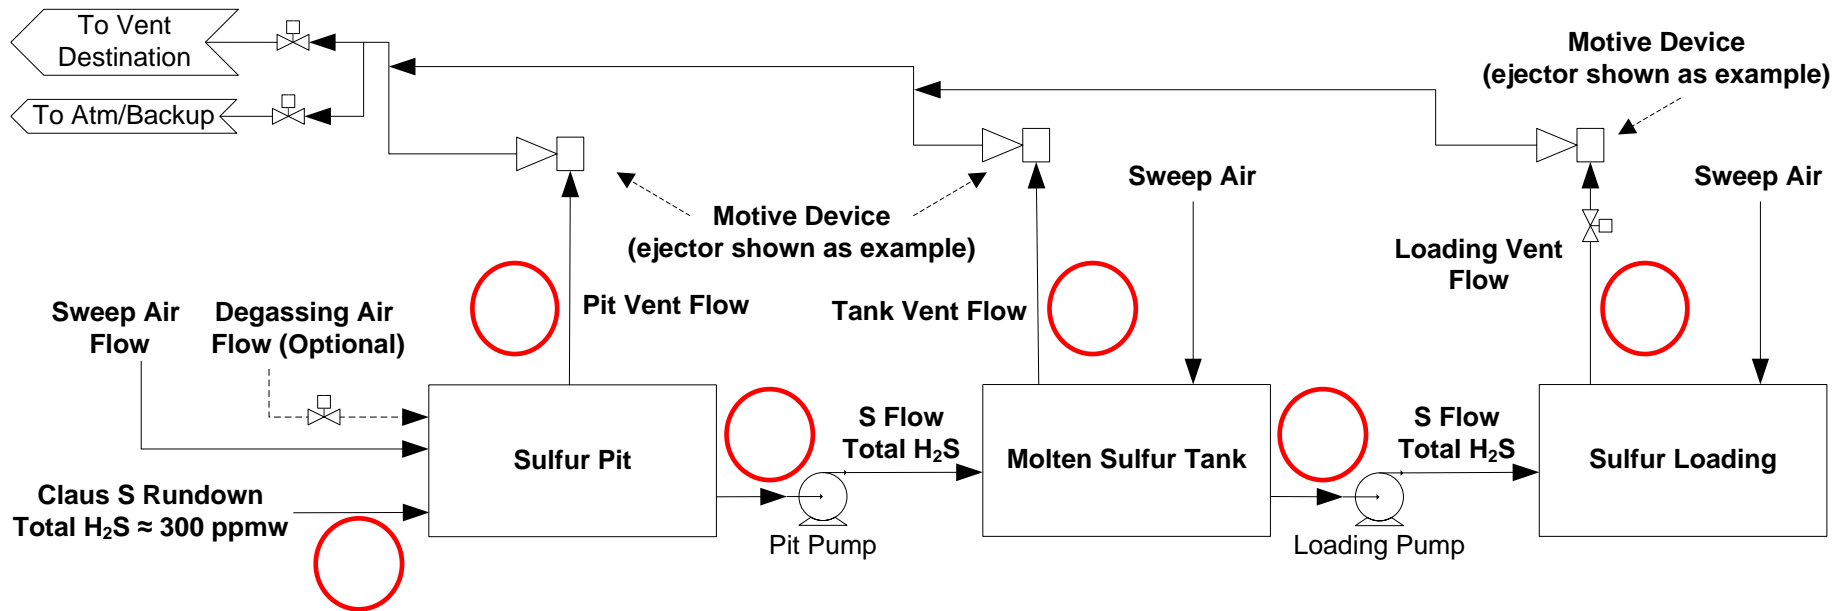 To Vent
Destination
To Atm/Backup
Motive Device
(ejector shown as example)
Sweep Air
Sweep Air
Motive Device
(ejector shown as example)
Loading Vent
Flow
Pit Vent Flow
Tank Vent Flow
Sweep Air
Flow
Degassing Air
Flow (Optional)
S Flow
Total H₂S
S Flow
Total H₂S
Sulfur Pit
Molten Sulfur Tank
Sulfur Loading
Claus S Rundown
Total H₂S ≈ 300 ppmw
Pit Pump
Loading Pump